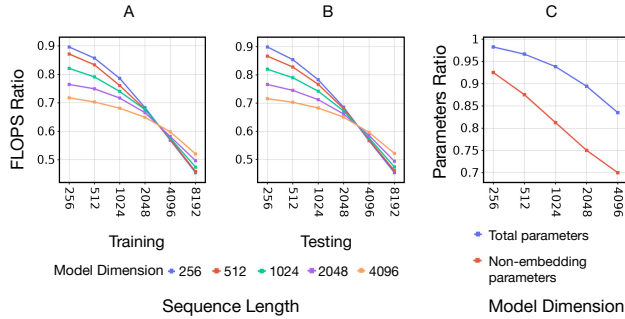 A
B
C
FLOPS Ratio
0.9
0.8
0.7
0.6
0.5
256
512
1024
2048
4096
8192
Training
0.9
0.8
0.7
0.6
0.5
256
512
1024
2048
4096
8192
Testing
Model Dimension 256 512 1024 2048 4096
Sequence Length
Parameters Ratio
1
0.95
0.9
0.85
0.8
0.75
0.7
256
512
1024
2048
4096
Total parameters
Non-embedding
parameters
Model Dimension